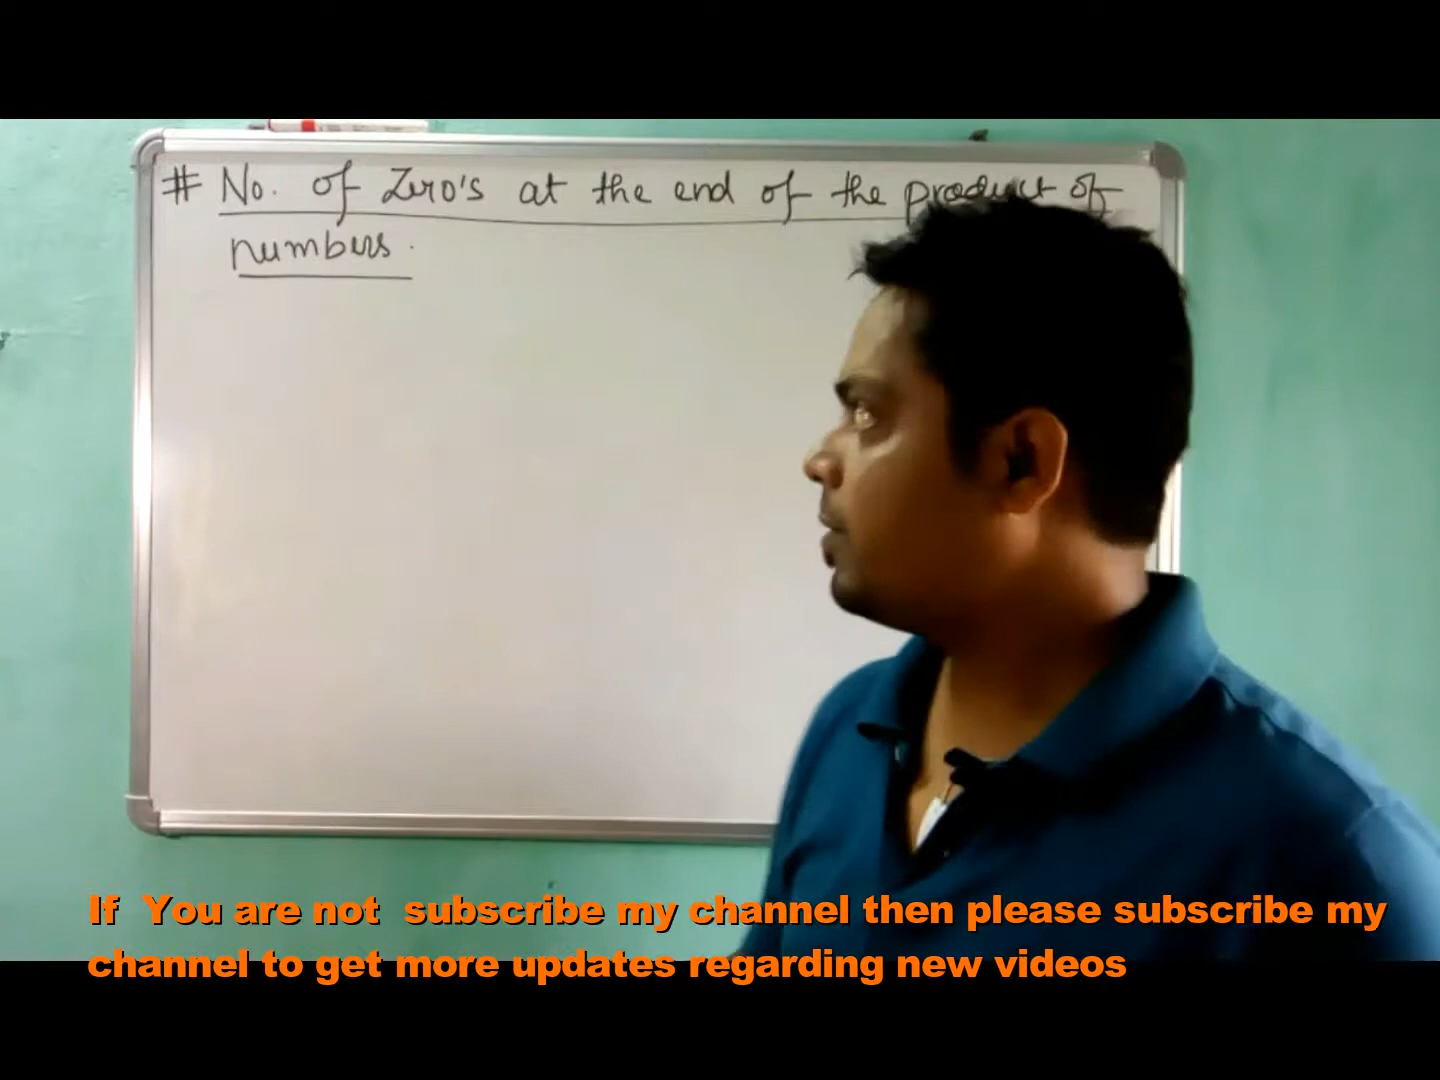 # No. of Zero's at the end of the product of
numbers.
If You are not subscribe my channel then please subscribe my
channel to get more updates regarding new videos